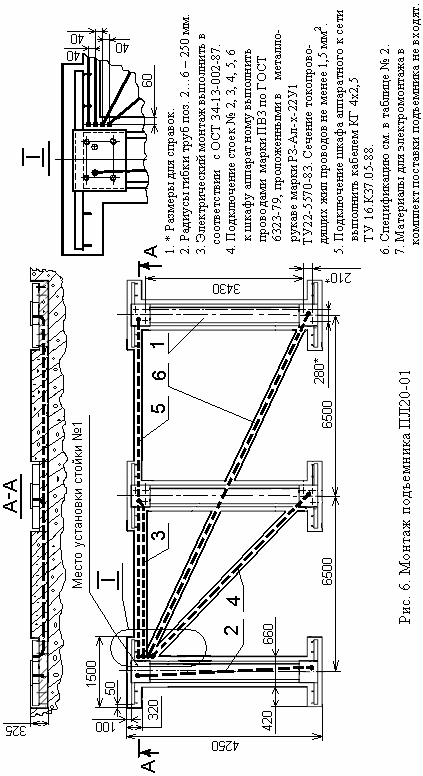 А-А
325
Место установки стойки №1
I
40
40
60
I
1. * Размеры для справок.
2. Радиусы гибки труб поз. 2…6 – 250 мм.
3. Электрический монтаж выполнить в
соответствии с ОСТ 34-13-002-87.
4. Подключение стоек № 2, 3, 4, 5, 6
к шкафу аппаратному выполнить
проводами марки ПВ3 по ГОСТ
6323-79, проложенными в металло-
рукаве марки РЗ-Ал-х-22У1
ТУ22-5570-83. Сечение токопрово-
дящих жил проводов не менее 1,5 мм².
5. Подключение шкафа аппаратного к сети
выполнить кабелем КГ 4х2,5
ТУ 16.К37.05-88.
6. Спецификацию см. в таблице № 2.
7. Материалы для электромонтажа в
комплект поставки подъемника не входят.
1500
50
100
320
4250
420
660
А
А
2
3
4
5
6
1
3430
210*
280*
6500
6500
Рис. 6. Монтаж подъемника ПЛ20-01